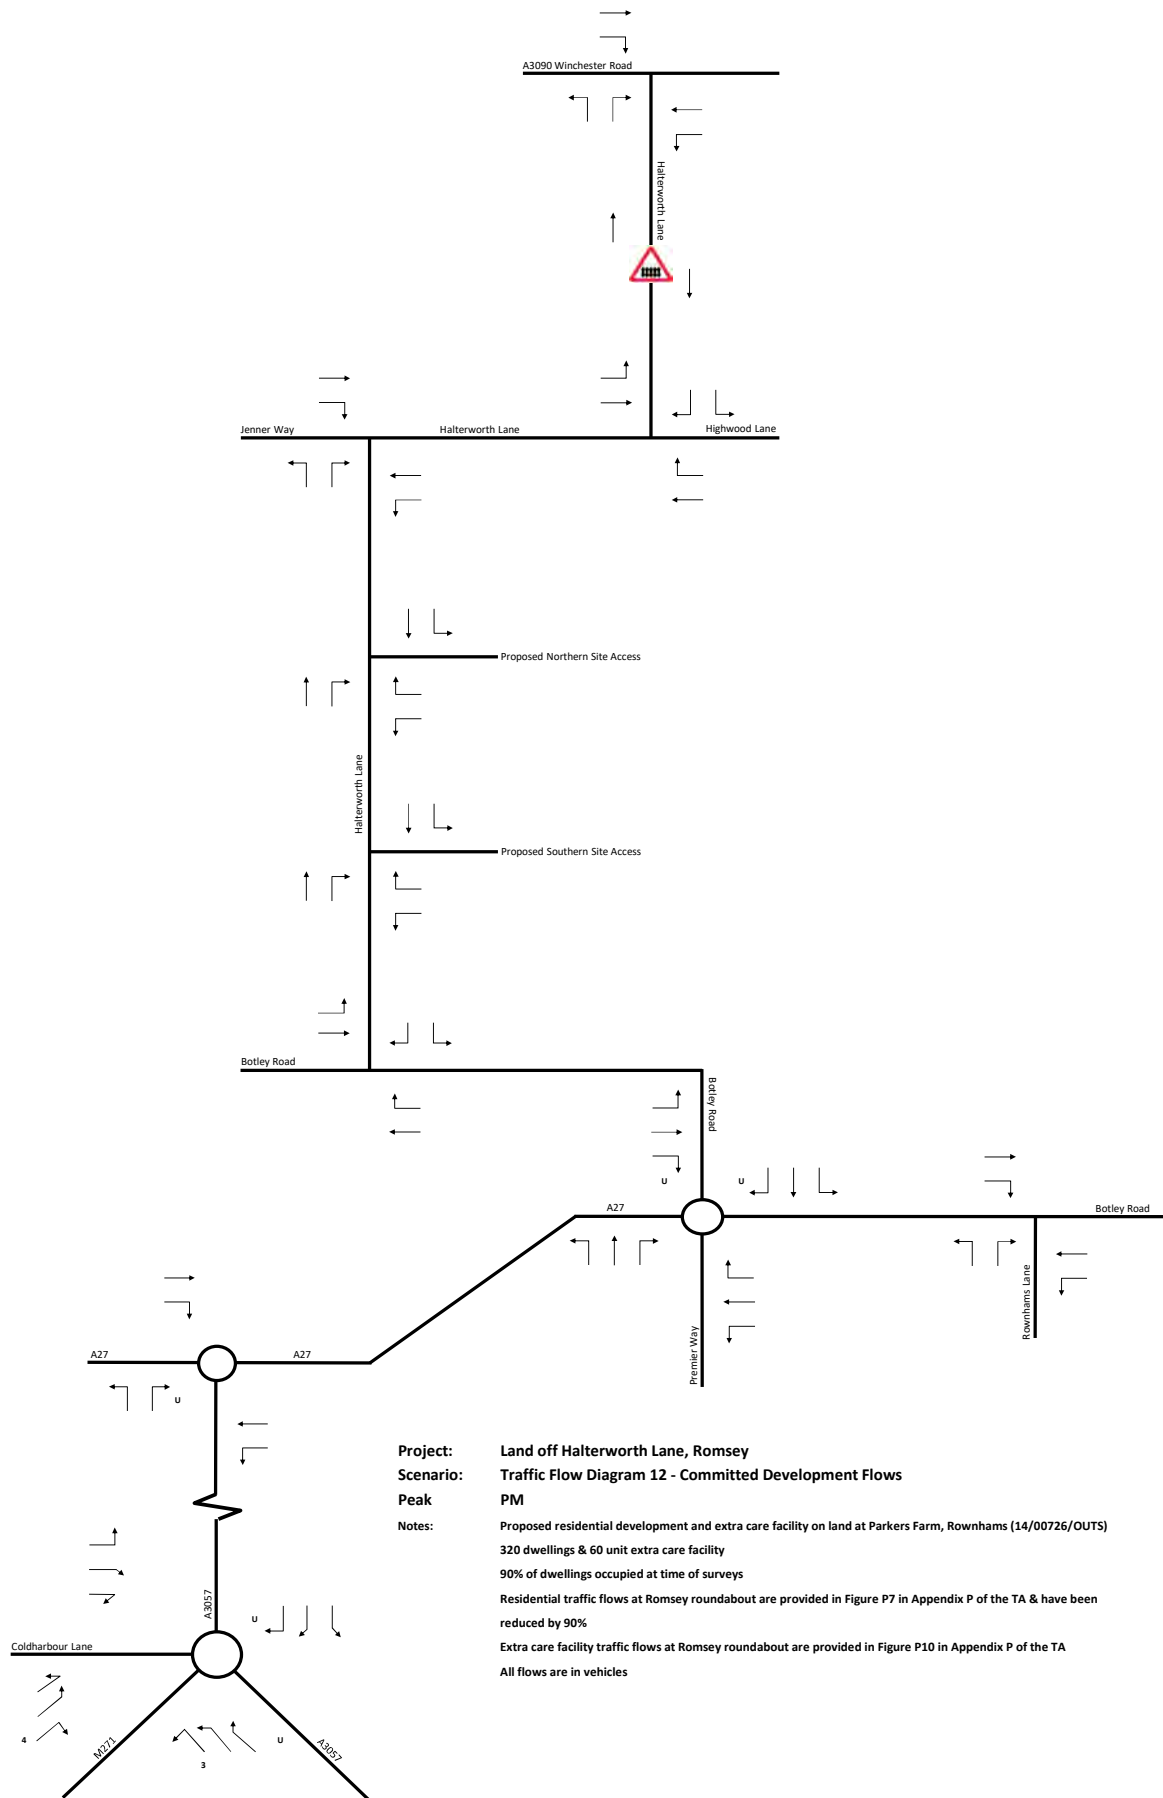 A3090 Winchester Road
Halterworth Lane
Jenner Way
Halterworth Lane
Highwood Lane
Proposed Northern Site Access
Halterworth Lane
Proposed Southern Site Access
Botley Road
Botley Road
U
U
A27
Botley Road
Rownhams Lane
Premier Way
A27
A27
U
Project: Land off Halterworth Lane, Romsey
Scenario: Traffic Flow Diagram 12 - Committed Development Flows
Peak PM
Notes: Proposed residential development and extra care facility on land at Parkers Farm, Rownhams (14/00726/OUTS)
320 dwellings & 60 unit extra care facility
90% of dwellings occupied at time of surveys
Residential traffic flows at Romsey roundabout are provided in Figure P7 in Appendix P of the TA & have been
reduced by 90%
Extra care facility traffic flows at Romsey roundabout are provided in Figure P10 in Appendix P of the TA
All flows are in vehicles
A3057
U
Coldharbour Lane
4
M271
3
U
A3057